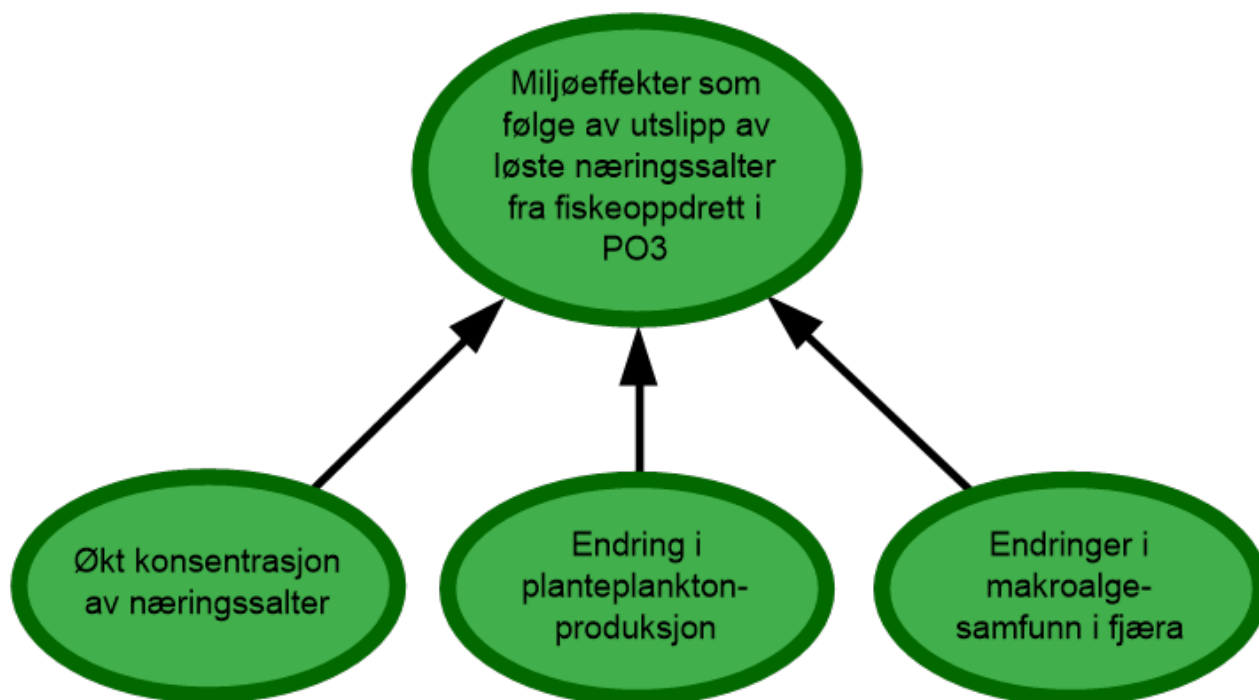 Miljøeffekter som
følge av utslipp av
løste næringssalter
fra fiskeoppdrett i
PO3
Økt konsentrasjon
av næringssalter
Endring i
planteplankton-
produksjon
Endringer i
makroalge-
samfunn i fjæra